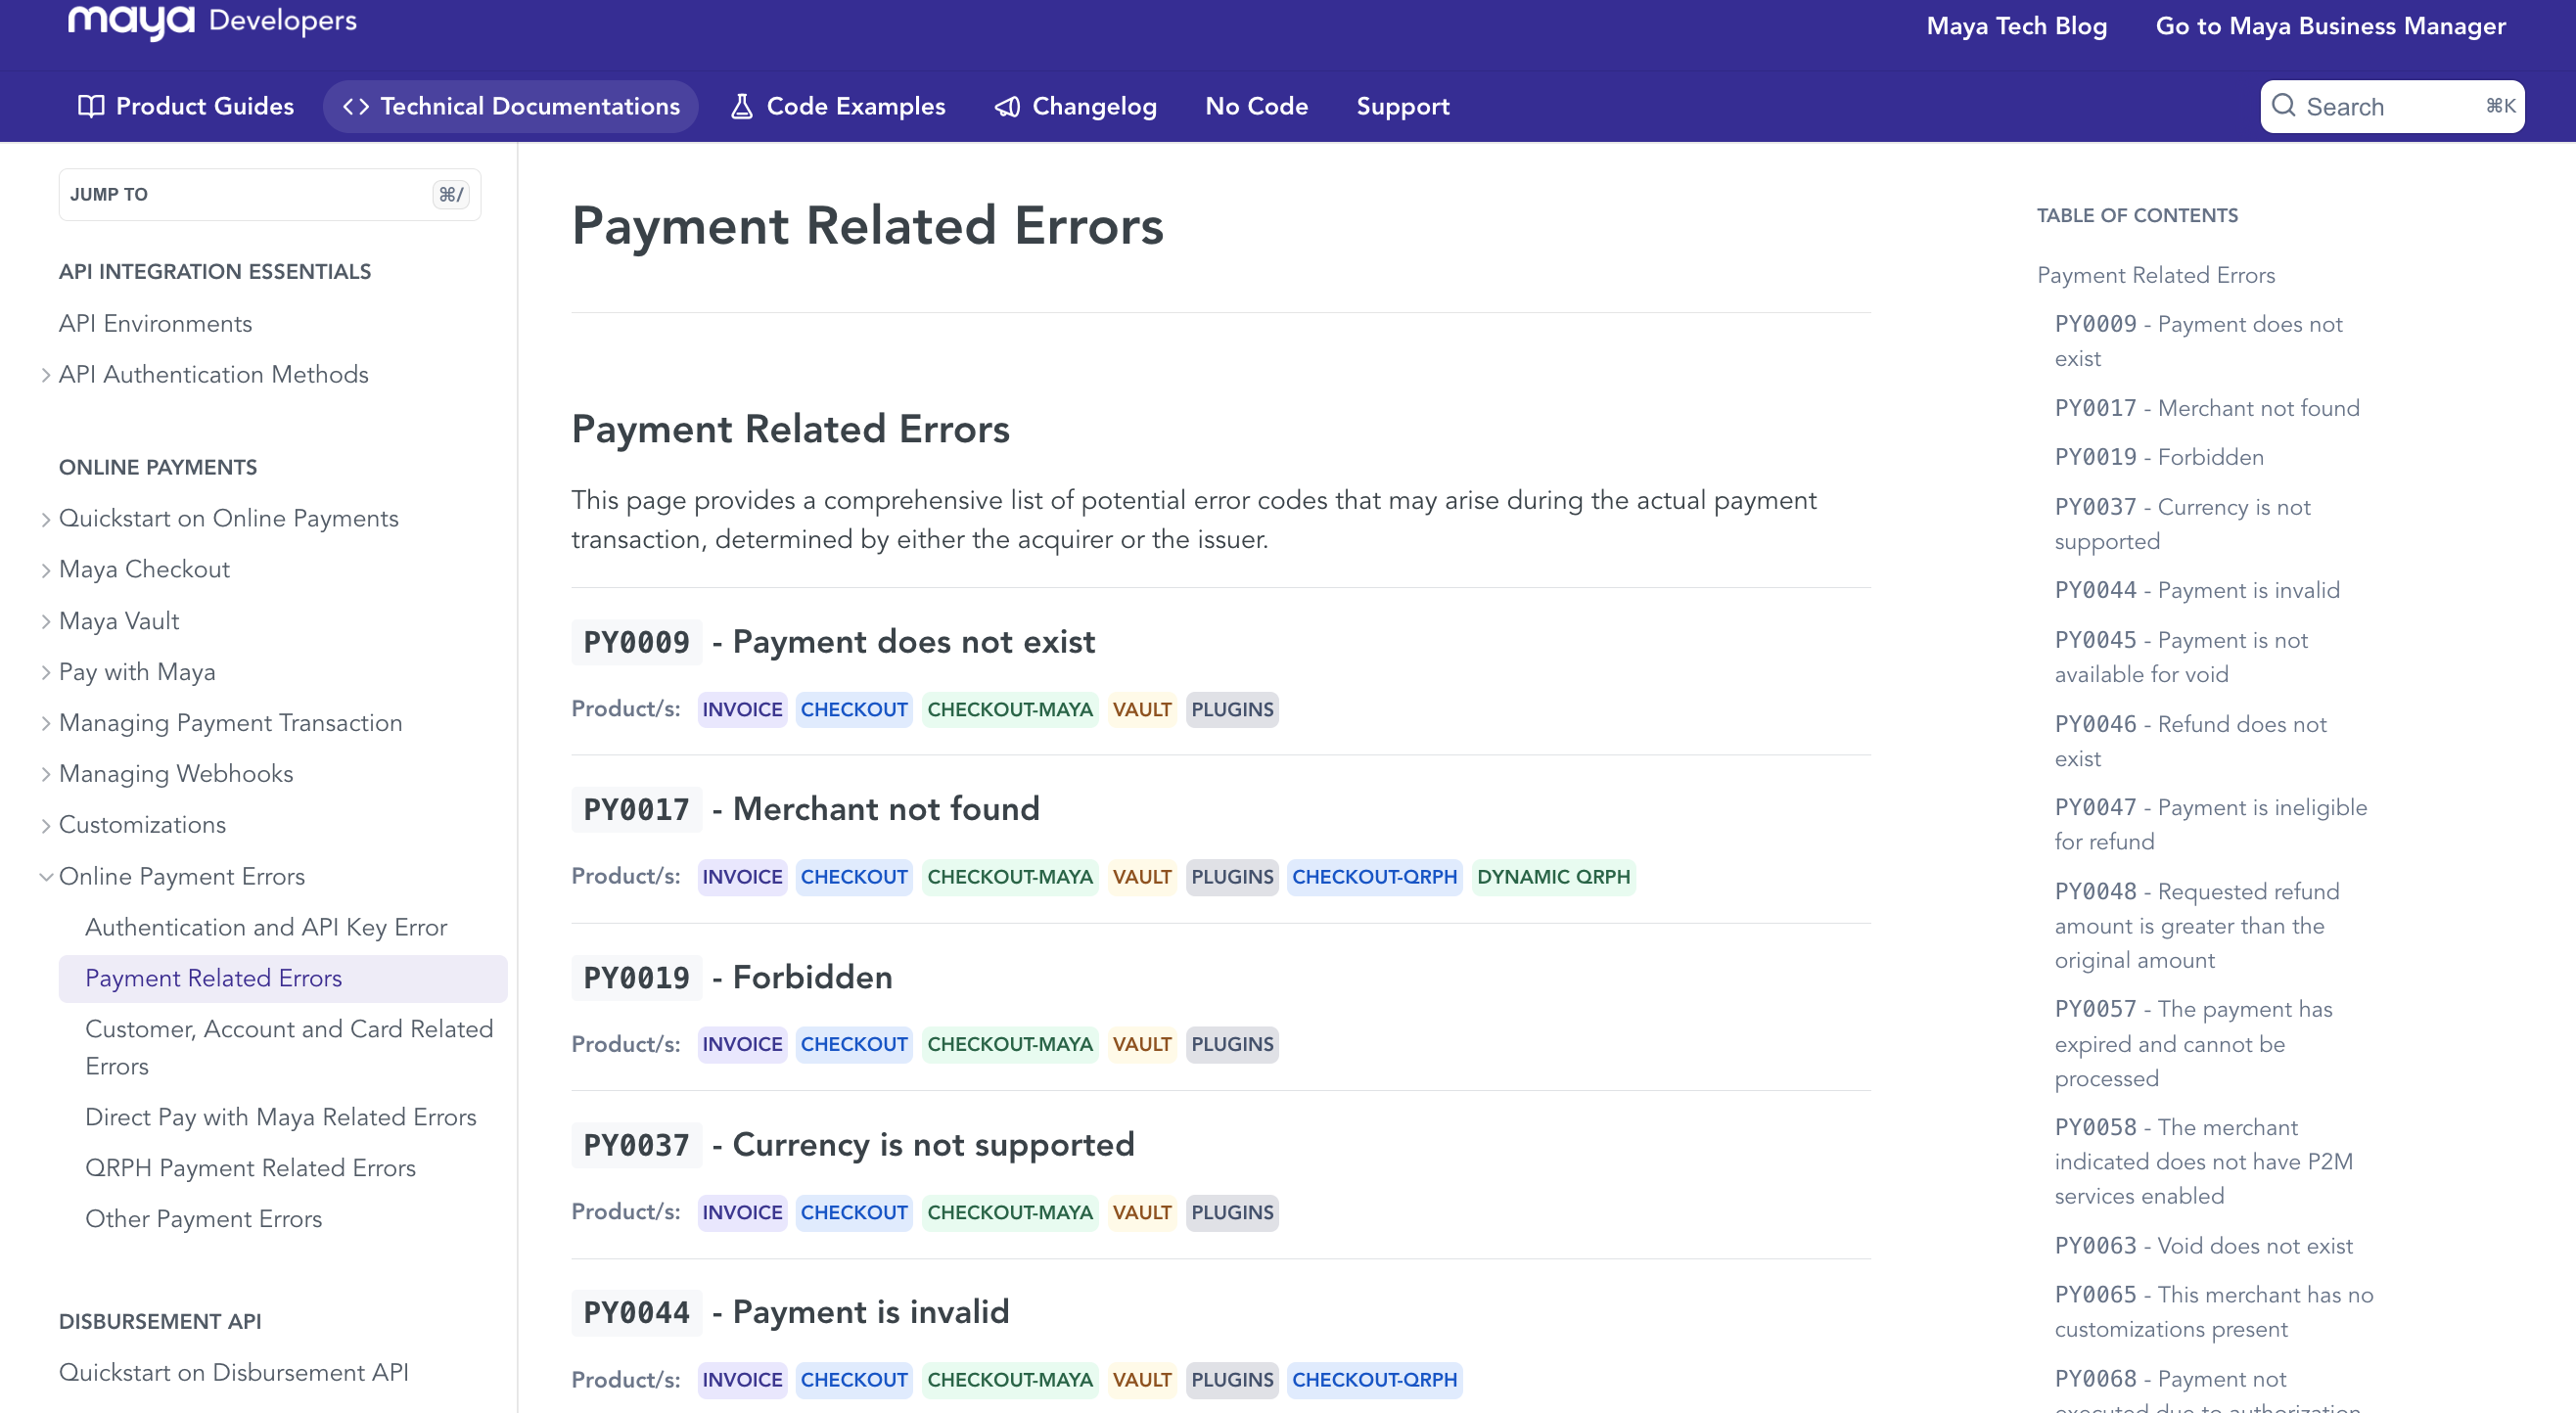 maya Developers
Maya Tech Blog
Go to Maya Business Manager
Product Guides
Technical Documentations
Code Examples
Changelog
No Code
Support
Search
⌘K
JUMP TO
⌘/
API INTEGRATION ESSENTIALS
API Environments
API Authentication Methods
ONLINE PAYMENTS
Quickstart on Online Payments
Maya Checkout
Maya Vault
Pay with Maya
Managing Payment Transaction
Managing Webhooks
Customizations
Online Payment Errors
Authentication and API Key Error
Payment Related Errors
Customer, Account and Card Related
Errors
Direct Pay with Maya Related Errors
QRPH Payment Related Errors
Other Payment Errors
DISBURSEMENT API
Quickstart on Disbursement API
Payment Related Errors
Payment Related Errors
This page provides a comprehensive list of potential error codes that may arise during the actual payment
transaction, determined by either the acquirer or the issuer.
PY0009 - Payment does not exist
Product/s: INVOICE CHECKOUT CHECKOUT-MAYA VAULT PLUGINS
PY0017 - Merchant not found
Product/s: INVOICE CHECKOUT CHECKOUT-MAYA VAULT PLUGINS CHECKOUT-QRPH DYNAMIC QRPH
PY0019 - Forbidden
Product/s: INVOICE CHECKOUT CHECKOUT-MAYA VAULT PLUGINS
PY0037 - Currency is not supported
Product/s: INVOICE CHECKOUT CHECKOUT-MAYA VAULT PLUGINS
PY0044 - Payment is invalid
Product/s: INVOICE CHECKOUT CHECKOUT-MAYA VAULT PLUGINS CHECKOUT-QRPH
TABLE OF CONTENTS
Payment Related Errors
PY0009 - Payment does not
exist
PY0017 - Merchant not found
PY0019 - Forbidden
PY0037 - Currency is not
supported
PY0044 - Payment is invalid
PY0045 - Payment is not
available for void
PY0046 - Refund does not
exist
PY0047 - Payment is ineligible
for refund
PY0048 - Requested refund
amount is greater than the
original amount
PY0057 - The payment has
expired and cannot be
processed
PY0058 - The merchant
indicated does not have P2M
services enabled
PY0063 - Void does not exist
PY0065 - This merchant has no
customizations present
PY0068 - Payment not
executed due to authorization